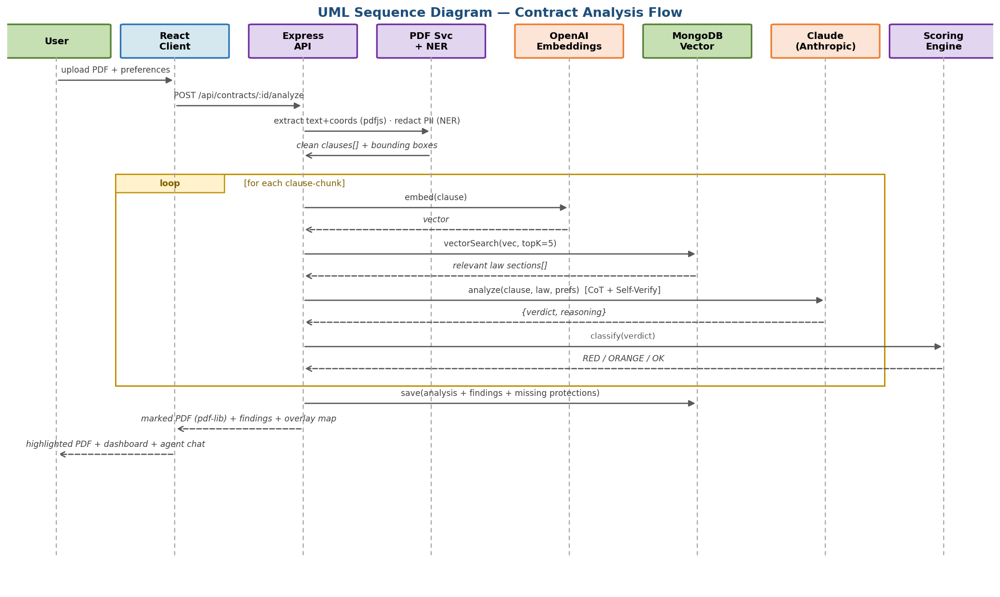 UML Sequence Diagram — Contract Analysis Flow
User
React
Client
Express
API
PDF Svc
+ NER
OpenAI
Embeddings
MongoDB
Vector
Claude
(Anthropic)
Scoring
Engine
upload PDF + preferences
POST /api/contracts/:id/analyze
extract text+coords (pdfjs) · redact PII (NER)
clean clauses[] + bounding boxes
loop
[for each clause-chunk]
embed(clause)
vector
vectorSearch(vec, topK=5)
relevant law sections[]
analyze(clause, law, prefs)  [CoT + Self-Verify]
{verdict, reasoning}
classify(verdict)
RED / ORANGE / OK
save(analysis + findings + missing protections)
marked PDF (pdf-lib) + findings + overlay map
highlighted PDF + dashboard + agent chat